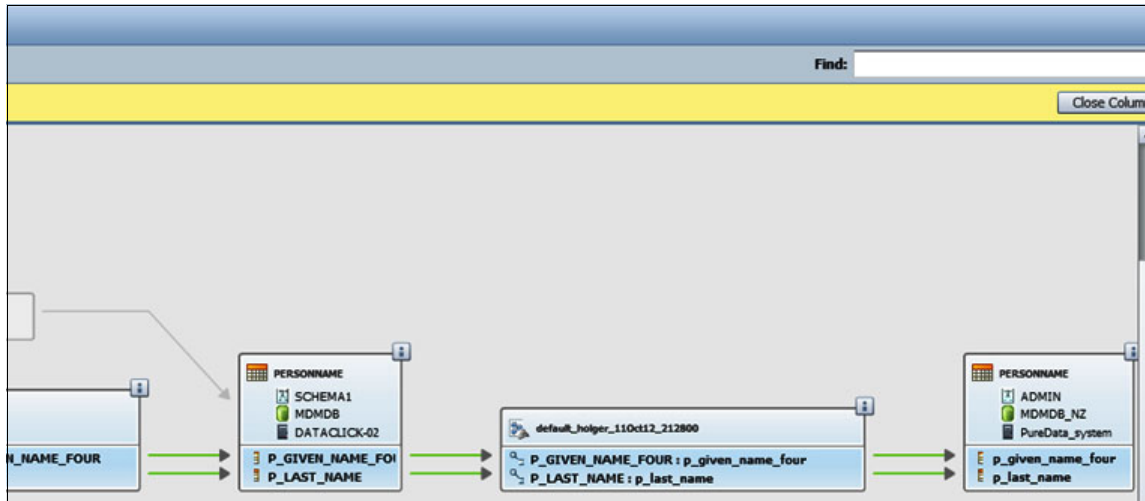 Find:
Close Colum
PERSONNAME
SCHEMA1
MDMDB
DATACLICK-02
P_GIVEN_NAME_FOU
P_LAST_NAME
N_NAME_FOUR
default_holger_11Oct12_212800
P_GIVEN_NAME_FOUR : p_given_name_four
P_LAST_NAME : p_last_name
PERSONNAME
ADMIN
MDMDB_NZ
PureData_system
p_given_name_four
p_last_name